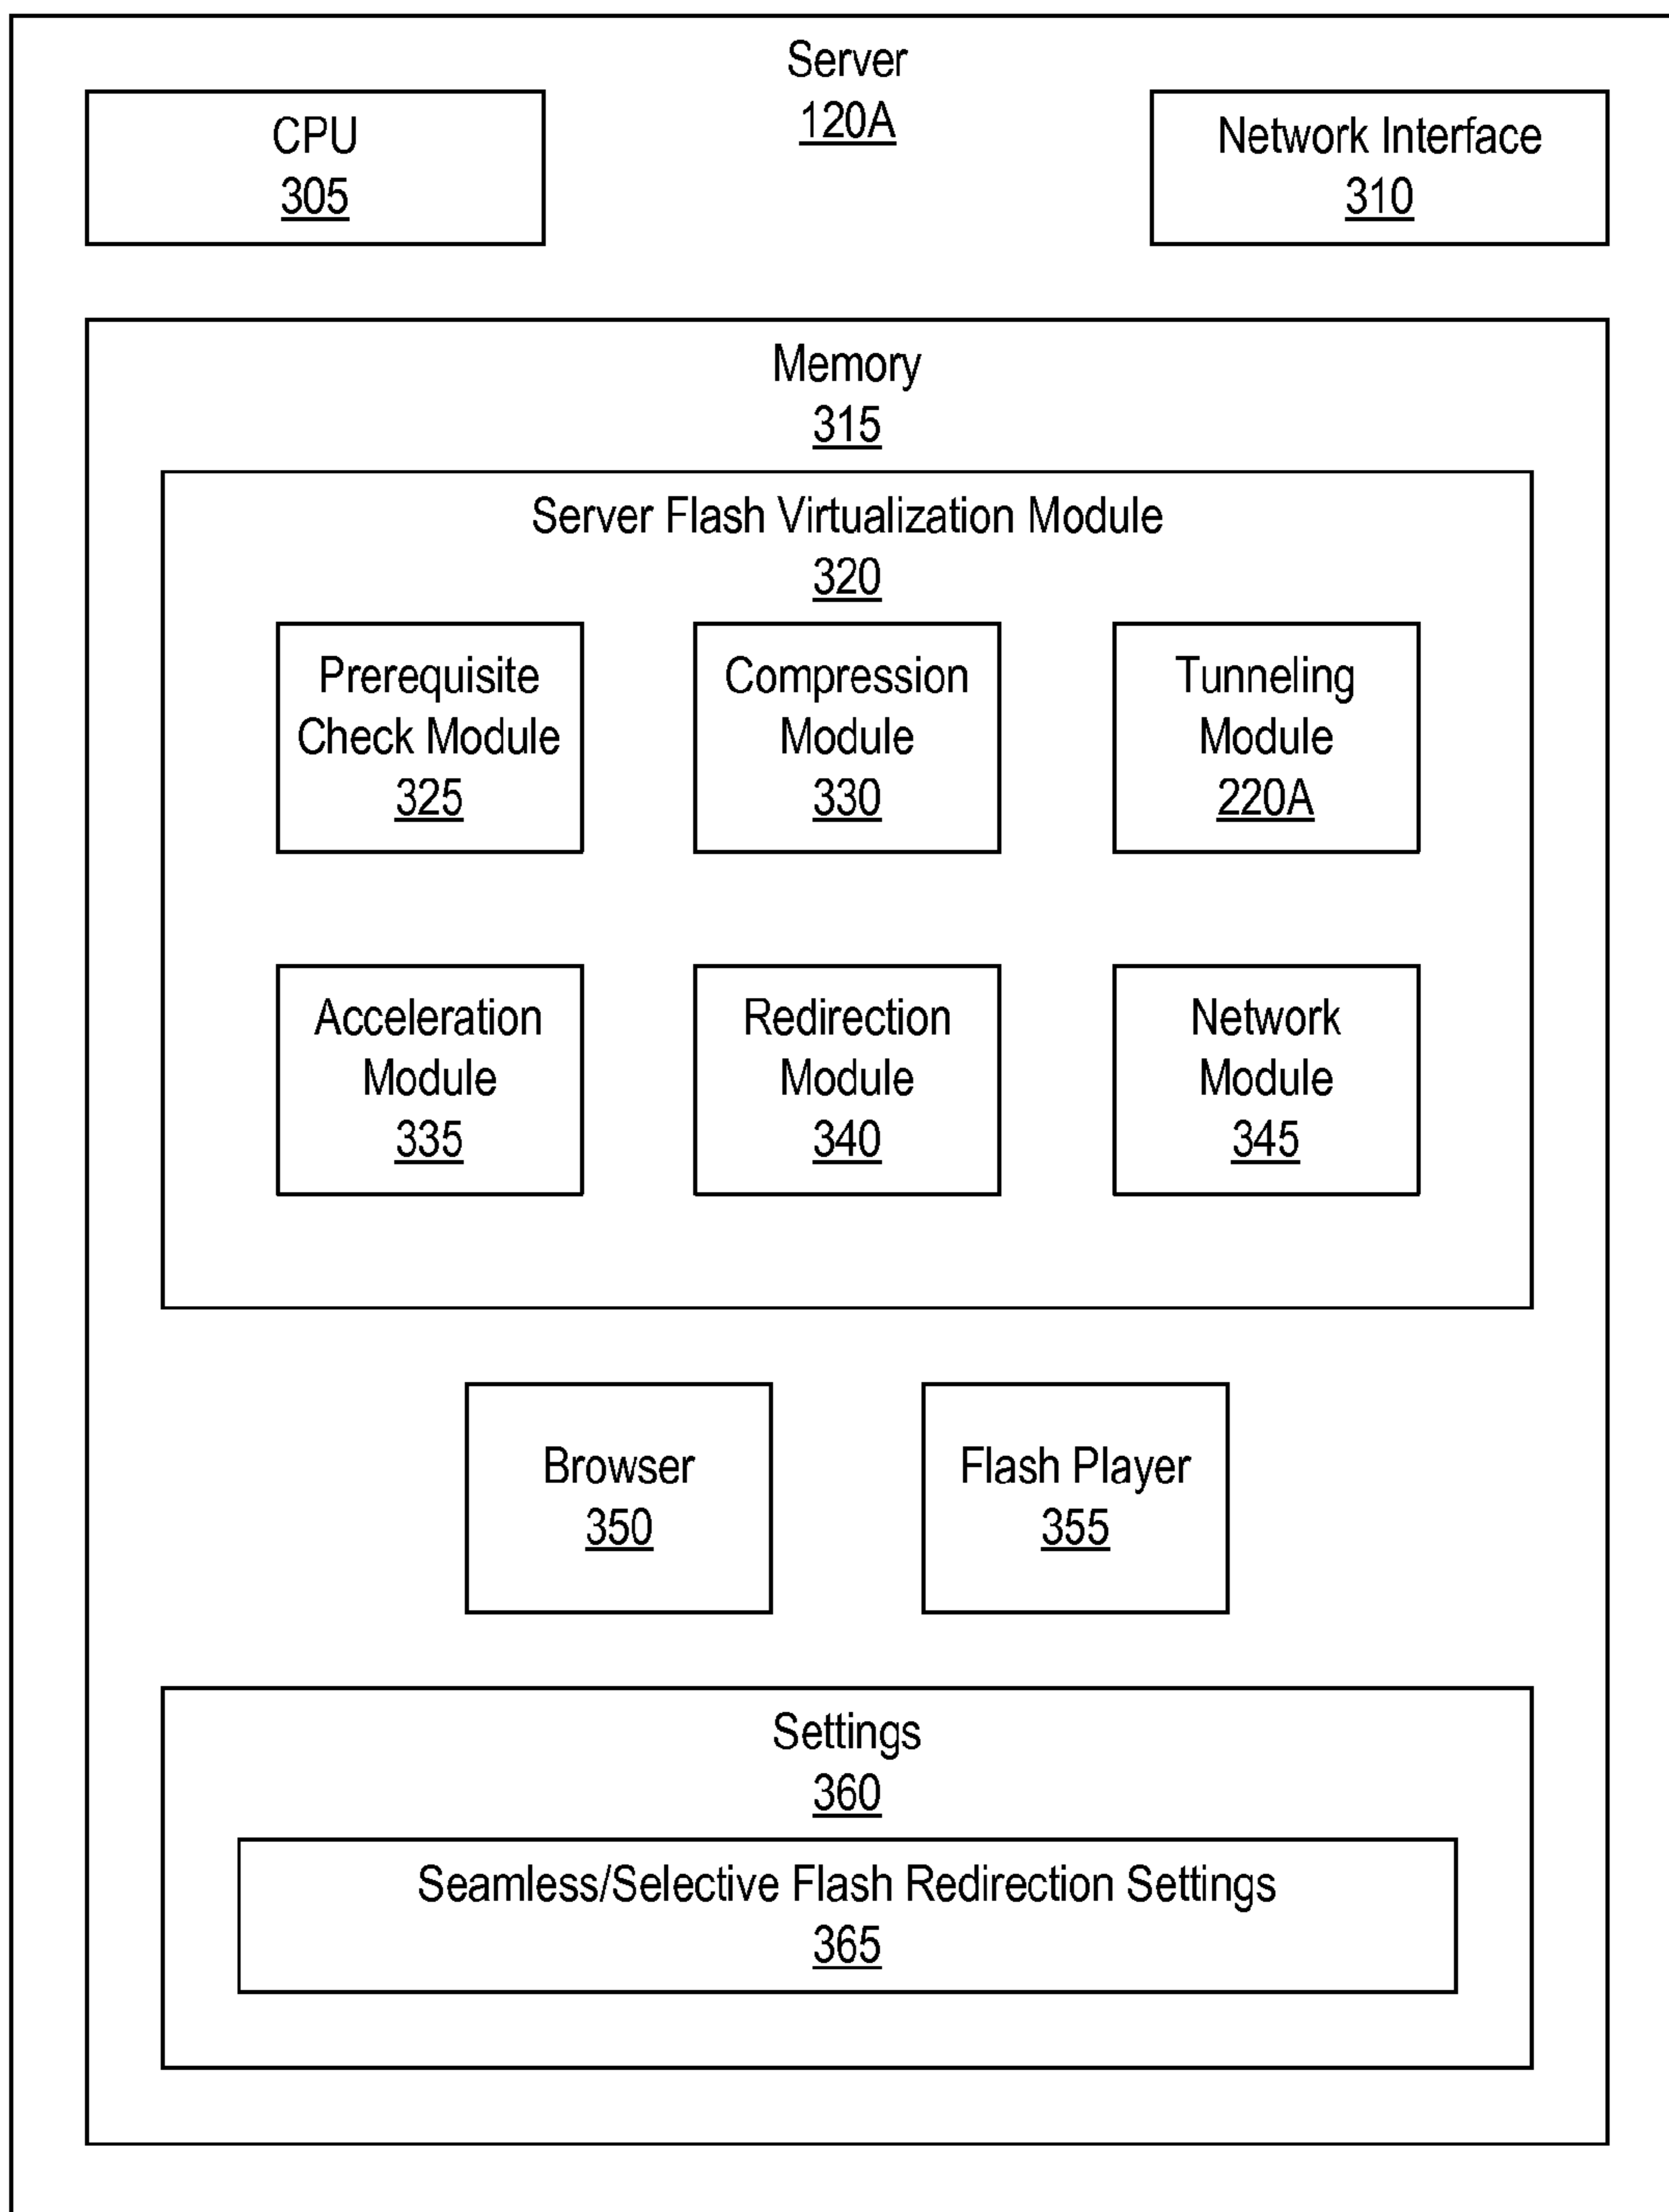 Server
120A
CPU
305
Network Interface
310
Memory
315
Server Flash Virtualization Module
320
Prerequisite
Check Module
325
Compression
Module
330
Tunneling
Module
220A
Acceleration
Module
335
Redirection
Module
340
Network
Module
345
Browser
350
Flash Player
355
Settings
360
Seamless/Selective Flash Redirection Settings
365